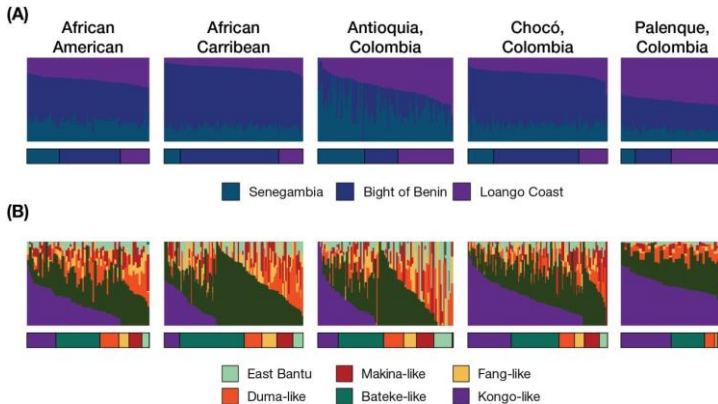 (A)
African
American
African
Carribean
Antioquia,
Colombia
Chocó,
Colombia
Palenque,
Colombia
Senegambia
Bight of Benin
Loango Coast
(B)
East Bantu
Makina-like
Fang-like
Duma-like
Bateke-like
Kongo-like